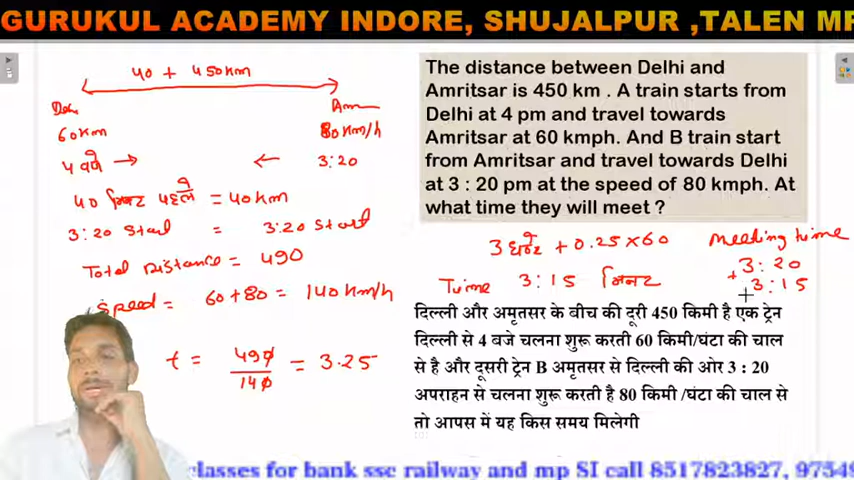 GURUKUL ACADEMY INDORE, SHUJALPUR ,TALEN MP
40 + 450km
60km
80km/h
4 बजे →
← 3:20
40 मिनट पहले = 40km
3:20 Start = 3:20 Start
Total Distance = 490
Speed = 60+80 = 140 km/h
t = 490/140 = 3.25
The distance between Delhi and
Amritsar is 450 km . A train starts from
Delhi at 4 pm and travel towards
Amritsar at 60 kmph. And B train start
from Amritsar and travel towards Delhi
at 3 : 20 pm at the speed of 80 kmph. At
what time they will meet ?
3 घण्टे + 0.25×60
Time 3:15 मिनट
Meeting time
3:20
+ 3:15
दिल्ली और अमृतसर के बीच की दूरी 450 किमी है एक ट्रेन
दिल्ली से 4 बजे चलना शुरू करती 60 किमी/घंटा की चाल
से है और दूसरी ट्रेन B अमृतसर से दिल्ली की ओर 3 : 20
अपराहन से चलना शुरू करती है 80 किमी /घंटा की चाल से
तो आपस में यह किस समय मिलेगी
classes for bank ssc railway and mp SI call 8517823827, 97549